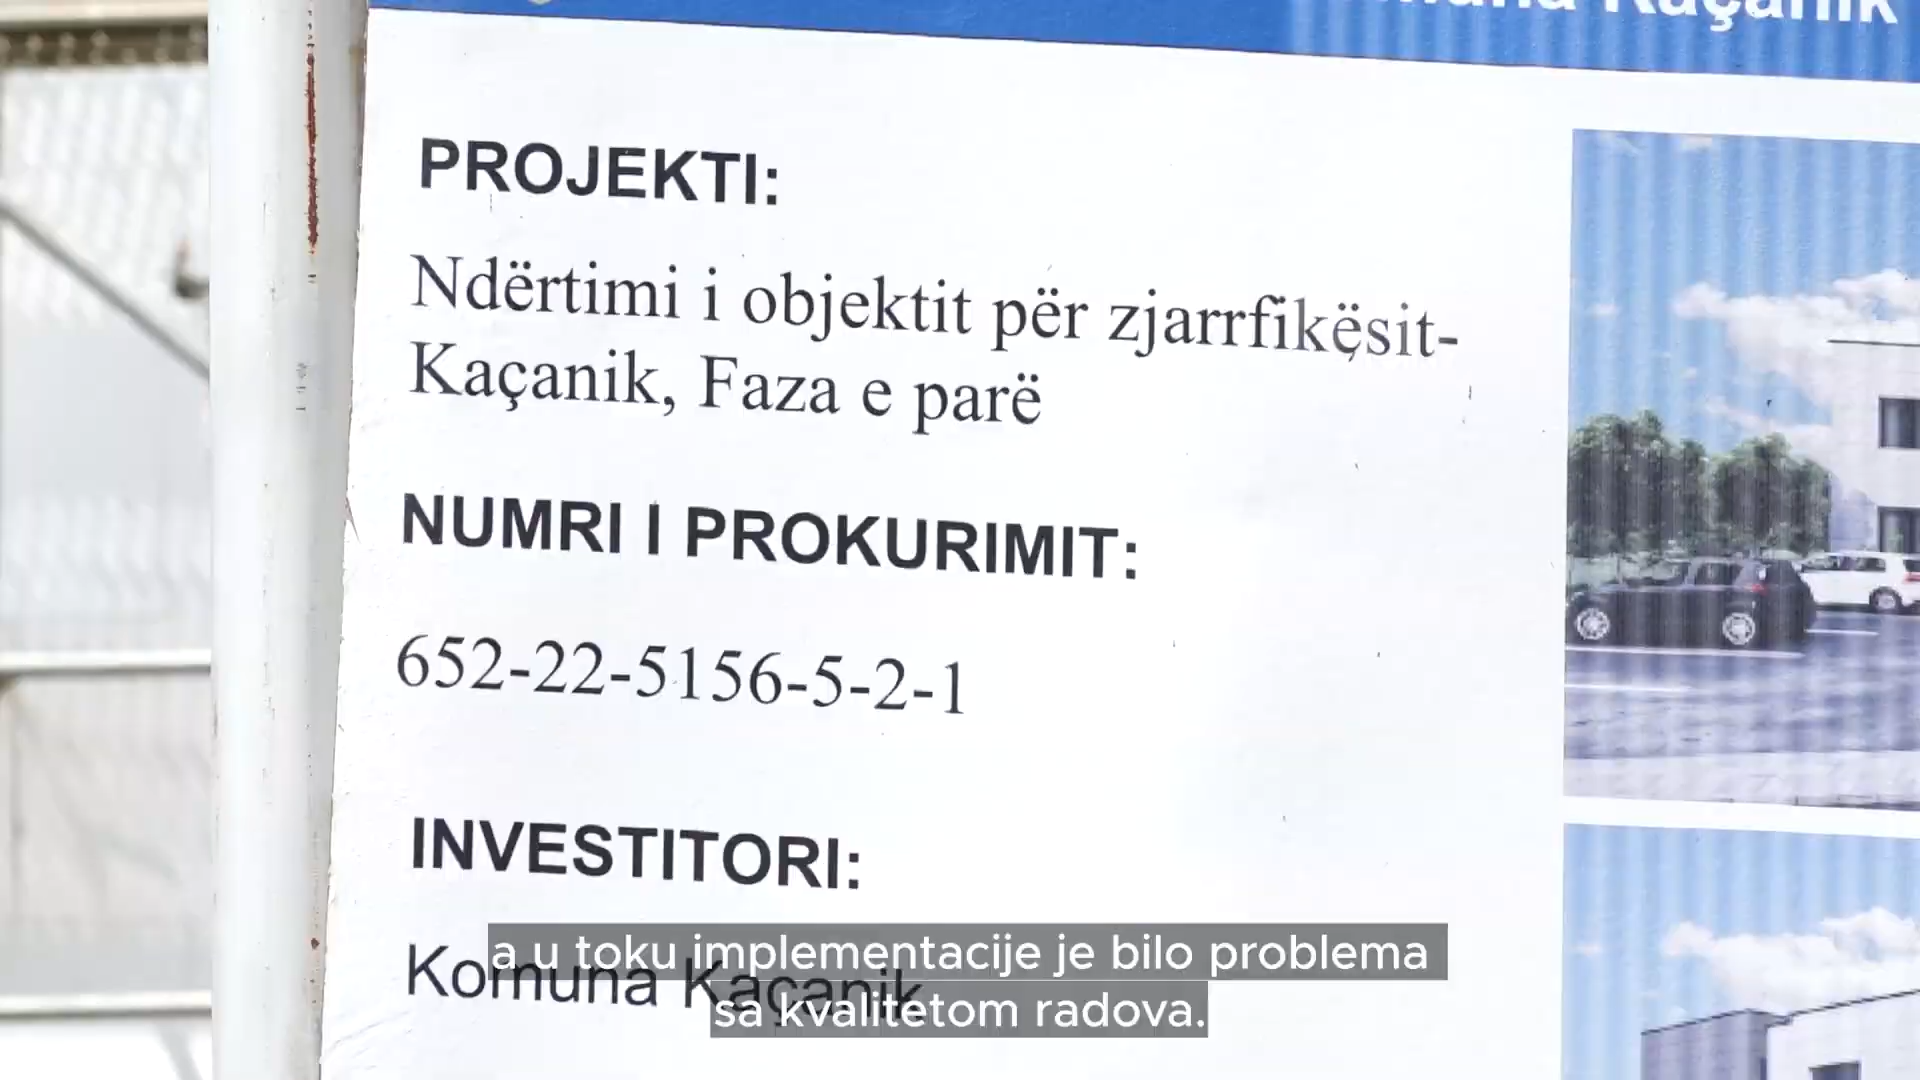 Kaçanik
PROJEKTI:
Ndërtimi i objektit për zjarrfikësit-
Kaçanik, Faza e parë
NUMRI I PROKURIMIT:
652-22-5156-5-2-1
INVESTITORI:
Komuna Kaçanik
a u toku implementacije je bilo problema
sa kvalitetom radova.